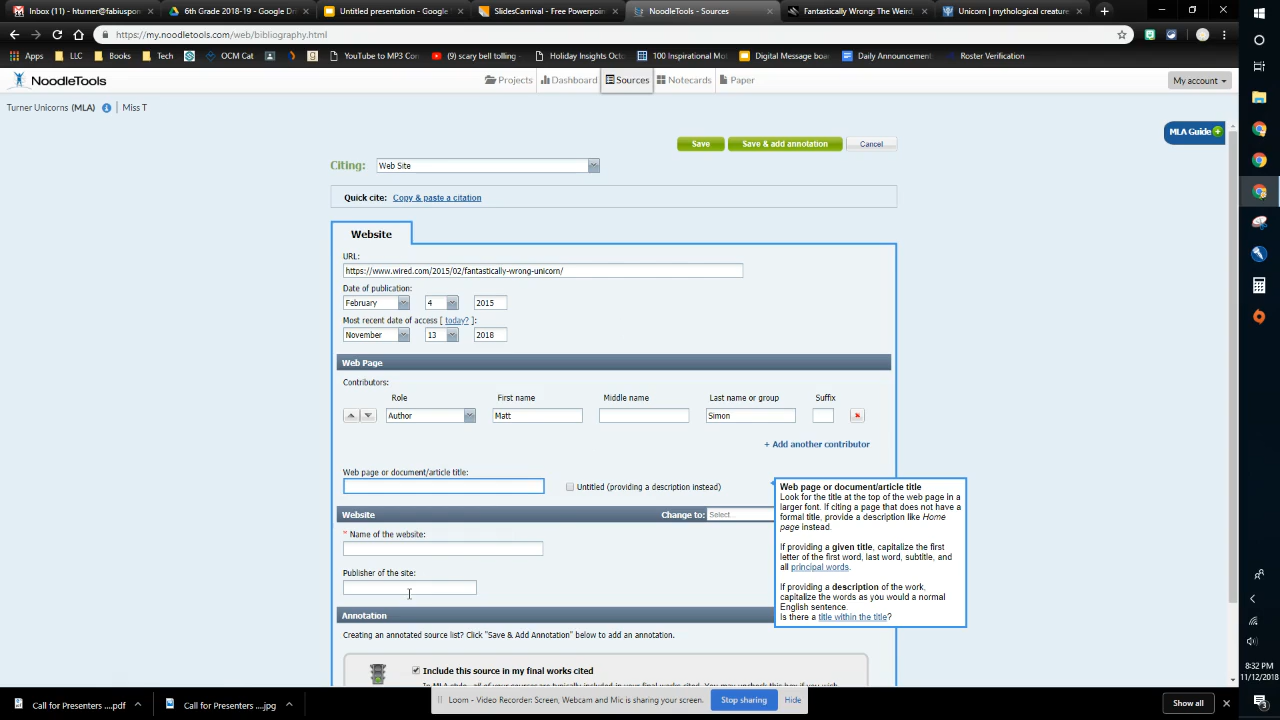 Inbox (11) - hturner@fabiuspon
6th Grade 2018-19 - Google Dri
Untitled presentation - Google
SlidesCarnival - Free Powerpoin
NoodleTools - Sources
Fantastically Wrong: The Weird,
Unicorn | mythological creature
https://my.noodletools.com/web/bibliography.html
Apps
LLC
Books
Tech
OCM Cat
YouTube to MP3 Con
(9) scary bell tolling -
Holiday Insights Octo
100 Inspirational Mot
Digital Message boar
Daily Announcement
Roster Verification
NoodleTools
Projects
Dashboard
Sources
Notecards
Paper
My account
Turner Unicorns (MLA) i | Miss T
MLA Guide +
Save
Save & add annotation
Cancel
Citing: Web Site
Quick cite: Copy & paste a citation
Website
URL:
https://www.wired.com/2015/02/fantastically-wrong-unicorn/
Date of publication:
February 4 2015
Most recent date of access [ today? ]:
November 13 2018
Web Page
Contributors:
Role First name Middle name Last name or group Suffix
Author Matt Simon
+ Add another contributor
Web page or document/article title:
Untitled (providing a description instead)
Website Change to: Select...
* Name of the website:
Publisher of the site:
Annotation
Creating an annotated source list? Click "Save & Add Annotation" below to add an annotation.
Include this source in my final works cited
Web page or document/article title
Look for the title at the top of the web page in a
larger font. If citing a page that does not have a
formal title, provide a description like Home
page instead.
If providing a given title, capitalize the first
letter of the first word, last word, subtitle, and
all principal words.
If providing a description of the work,
capitalize the words as you would a normal
English sentence.
Is there a title within the title?
Loom - Video Recorder: Screen, Webcam and Mic is sharing your screen.
Stop sharing
Hide
Call for Presenters ....pdf
Call for Presenters ....jpg
Show all
8:32 PM
11/12/2018